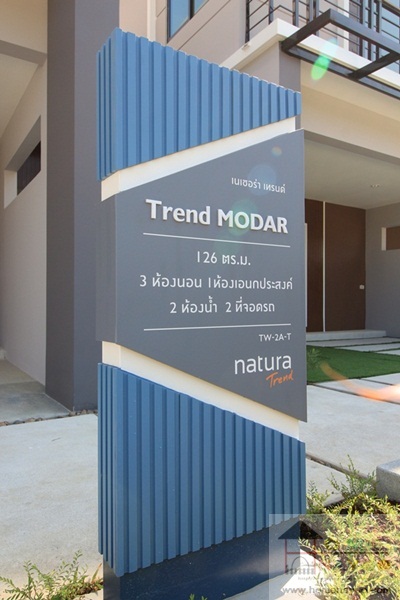 เนเชอร่า เทรนด์
Trend MODAR
126 ตร.ม.
3 ห้องนอน 1ห้องเอนกประสงค์
2 ห้องน้ำ 2 ที่จอดรถ
TW-2A-T
natura
Trend